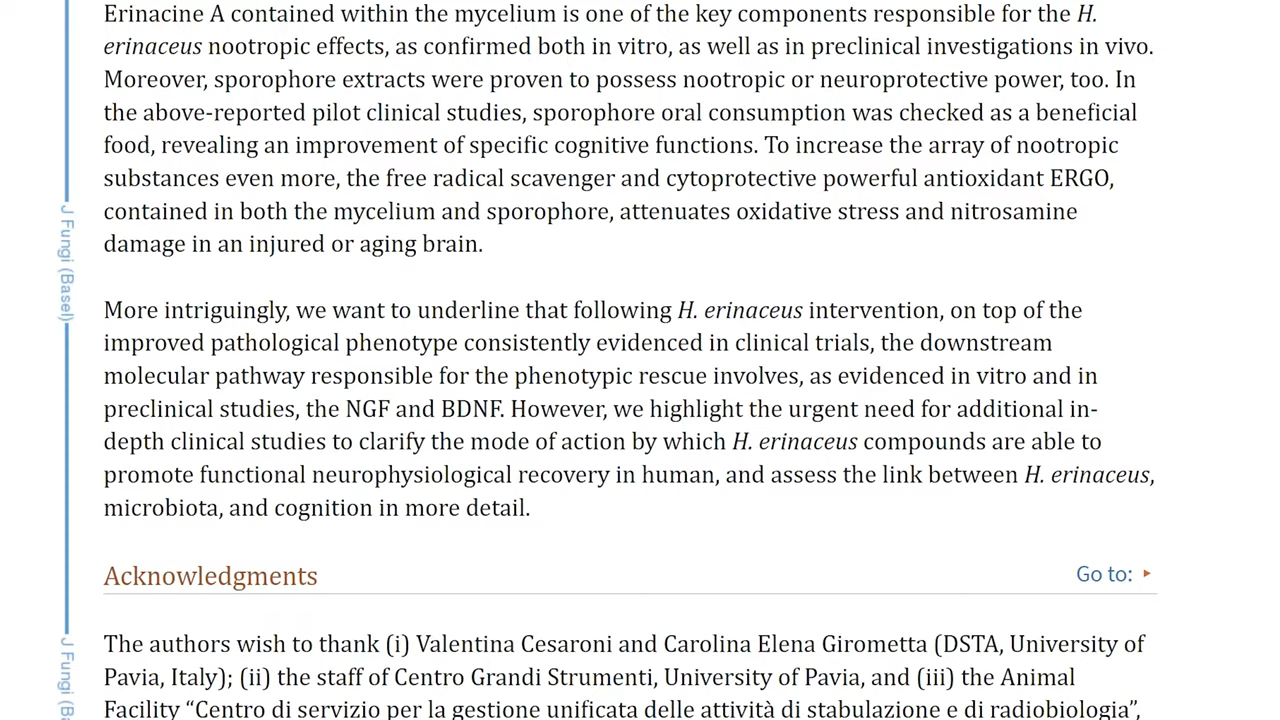 Erinacine A contained within the mycelium is one of the key components responsible for the H.
erinaceus nootropic effects, as confirmed both in vitro, as well as in preclinical investigations in vivo.
Moreover, sporophore extracts were proven to possess nootropic or neuroprotective power, too. In
the above-reported pilot clinical studies, sporophore oral consumption was checked as a beneficial
food, revealing an improvement of specific cognitive functions. To increase the array of nootropic
substances even more, the free radical scavenger and cytoprotective powerful antioxidant ERGO,
contained in both the mycelium and sporophore, attenuates oxidative stress and nitrosamine
damage in an injured or aging brain.
More intriguingly, we want to underline that following H. erinaceus intervention, on top of the
improved pathological phenotype consistently evidenced in clinical trials, the downstream
molecular pathway responsible for the phenotypic rescue involves, as evidenced in vitro and in
preclinical studies, the NGF and BDNF. However, we highlight the urgent need for additional in-
depth clinical studies to clarify the mode of action by which H. erinaceus compounds are able to
promote functional neurophysiological recovery in human, and assess the link between H. erinaceus,
microbiota, and cognition in more detail.
Acknowledgments
Go to:
The authors wish to thank (i) Valentina Cesaroni and Carolina Elena Girometta (DSTA, University of
Pavia, Italy); (ii) the staff of Centro Grandi Strumenti, University of Pavia, and (iii) the Animal
Facility “Centro di servizio per la gestione unificata delle attività di stabulazione e di radiobiologia”,
J Fungi (Basel)
J Fungi (Ba